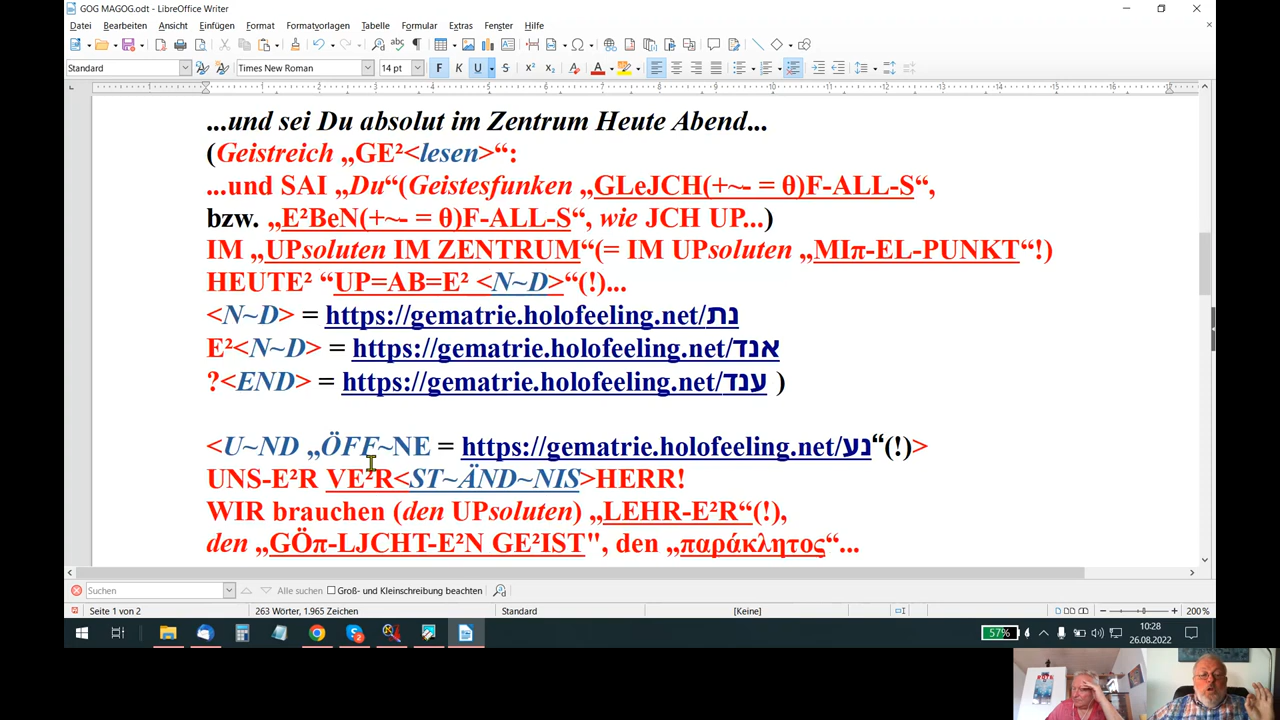 GOG MAGOG.odt - LibreOffice Writer
Datei Bearbeiten Ansicht Einfügen Format Formatvorlagen Tabelle Formular Extras Fenster Hilfe
Standard Times New Roman 14 pt F K U S
...und sei Du absolut im Zentrum Heute Abend...
(Geistreich „GE²<lesen>“:
...und SAI „Du“(Geistesfunken „GLeJCH(+~- = θ)F-ALL-S“,
bzw. „E²BeN(+~- = θ)F-ALL-S“, wie JCH UP...)
IM „UPsoluten IM ZENTRUM“(= IM UPsoluten „MIπ-EL-PUNKT“!)
HEUTE² “UP=AB=E² <N~D>“(!)...
<N~D> = https://gematrie.holofeeling.net/נת
E²<N~D> = https://gematrie.holofeeling.net/אנד
?<END> = https://gematrie.holofeeling.net/ענד )
<U~ND „ÖFF~NE = https://gematrie.holofeeling.net/נע“(!)>
UNS-E²R VE²R<ST~ÄND~NIS>HERR!
WIR brauchen (den UPsoluten) „LEHR-E²R“(!),
den „GÖπ-LJCHT-E²N GE²IST", den „παράκλητος“...
Suchen Alle suchen Groß- und Kleinschreibung beachten
Seite 1 von 2 263 Wörter, 1.965 Zeichen Standard [Keine] 200%
57% 10:28
26.08.2022